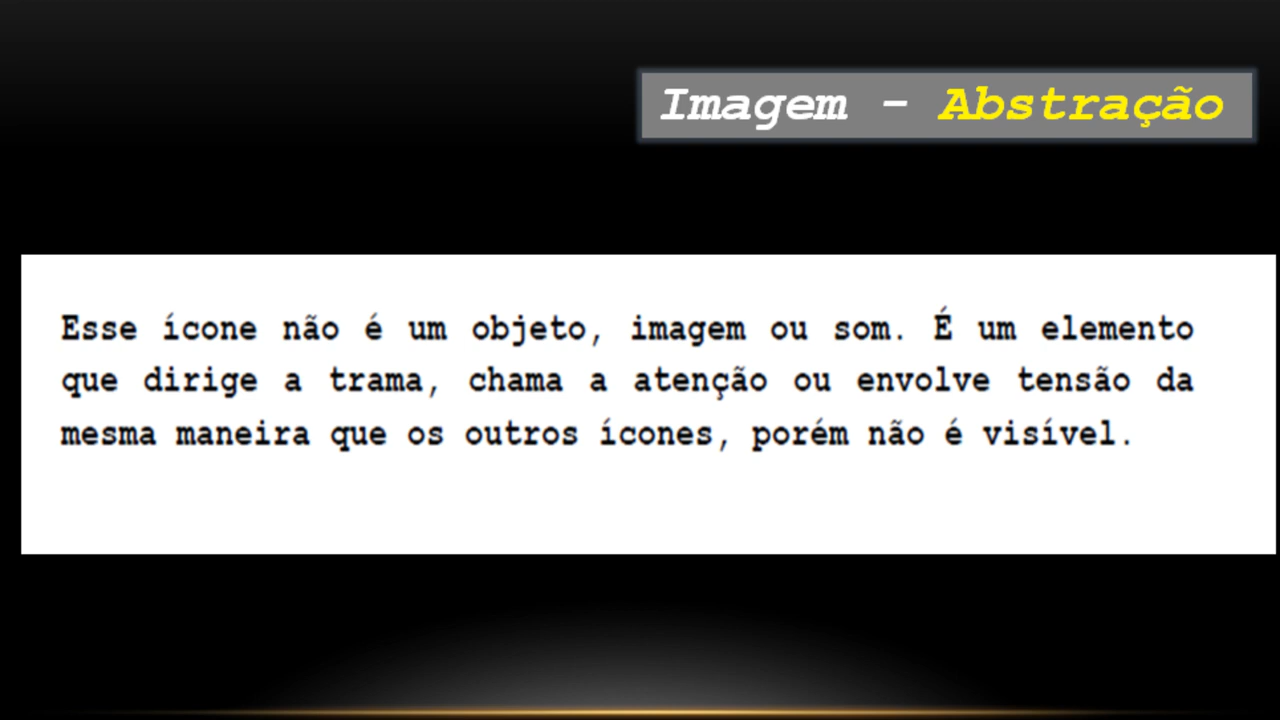 Imagem - Abstração
Esse ícone não é um objeto, imagem ou som. É um elemento
que dirige a trama, chama a atenção ou envolve tensão da
mesma maneira que os outros ícones, porém não é visível.